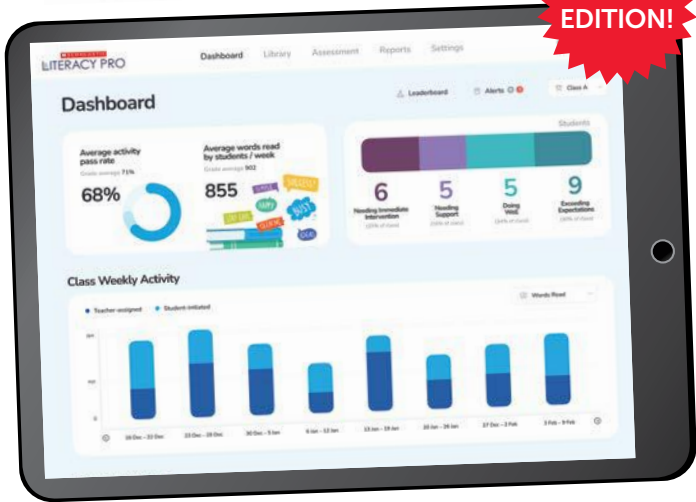 EDITION!
SCHOLASTIC
LITERACY PRO
Dashboard Library Assessment Reports Settings
Dashboard
Leaderboard Alerts Class A
Average activity
pass rate
Grade average 71%
68%
Average words read
by students / week
Grade average 902
855
Students
6 5 5 9
Needing Immediate
Intervention
Needing
Support
Doing
Well
Exceeding
Expectations
Class Weekly Activity
Teacher-assigned Student-initiated
Words Read
0
16 Dec - 22 Dec 23 Dec - 29 Dec 30 Dec - 5 Jan 6 Jan - 12 Jan 13 Jan - 19 Jan 20 Jan - 26 Jan 27 Dec - 2 Feb 3 Feb - 9 Feb